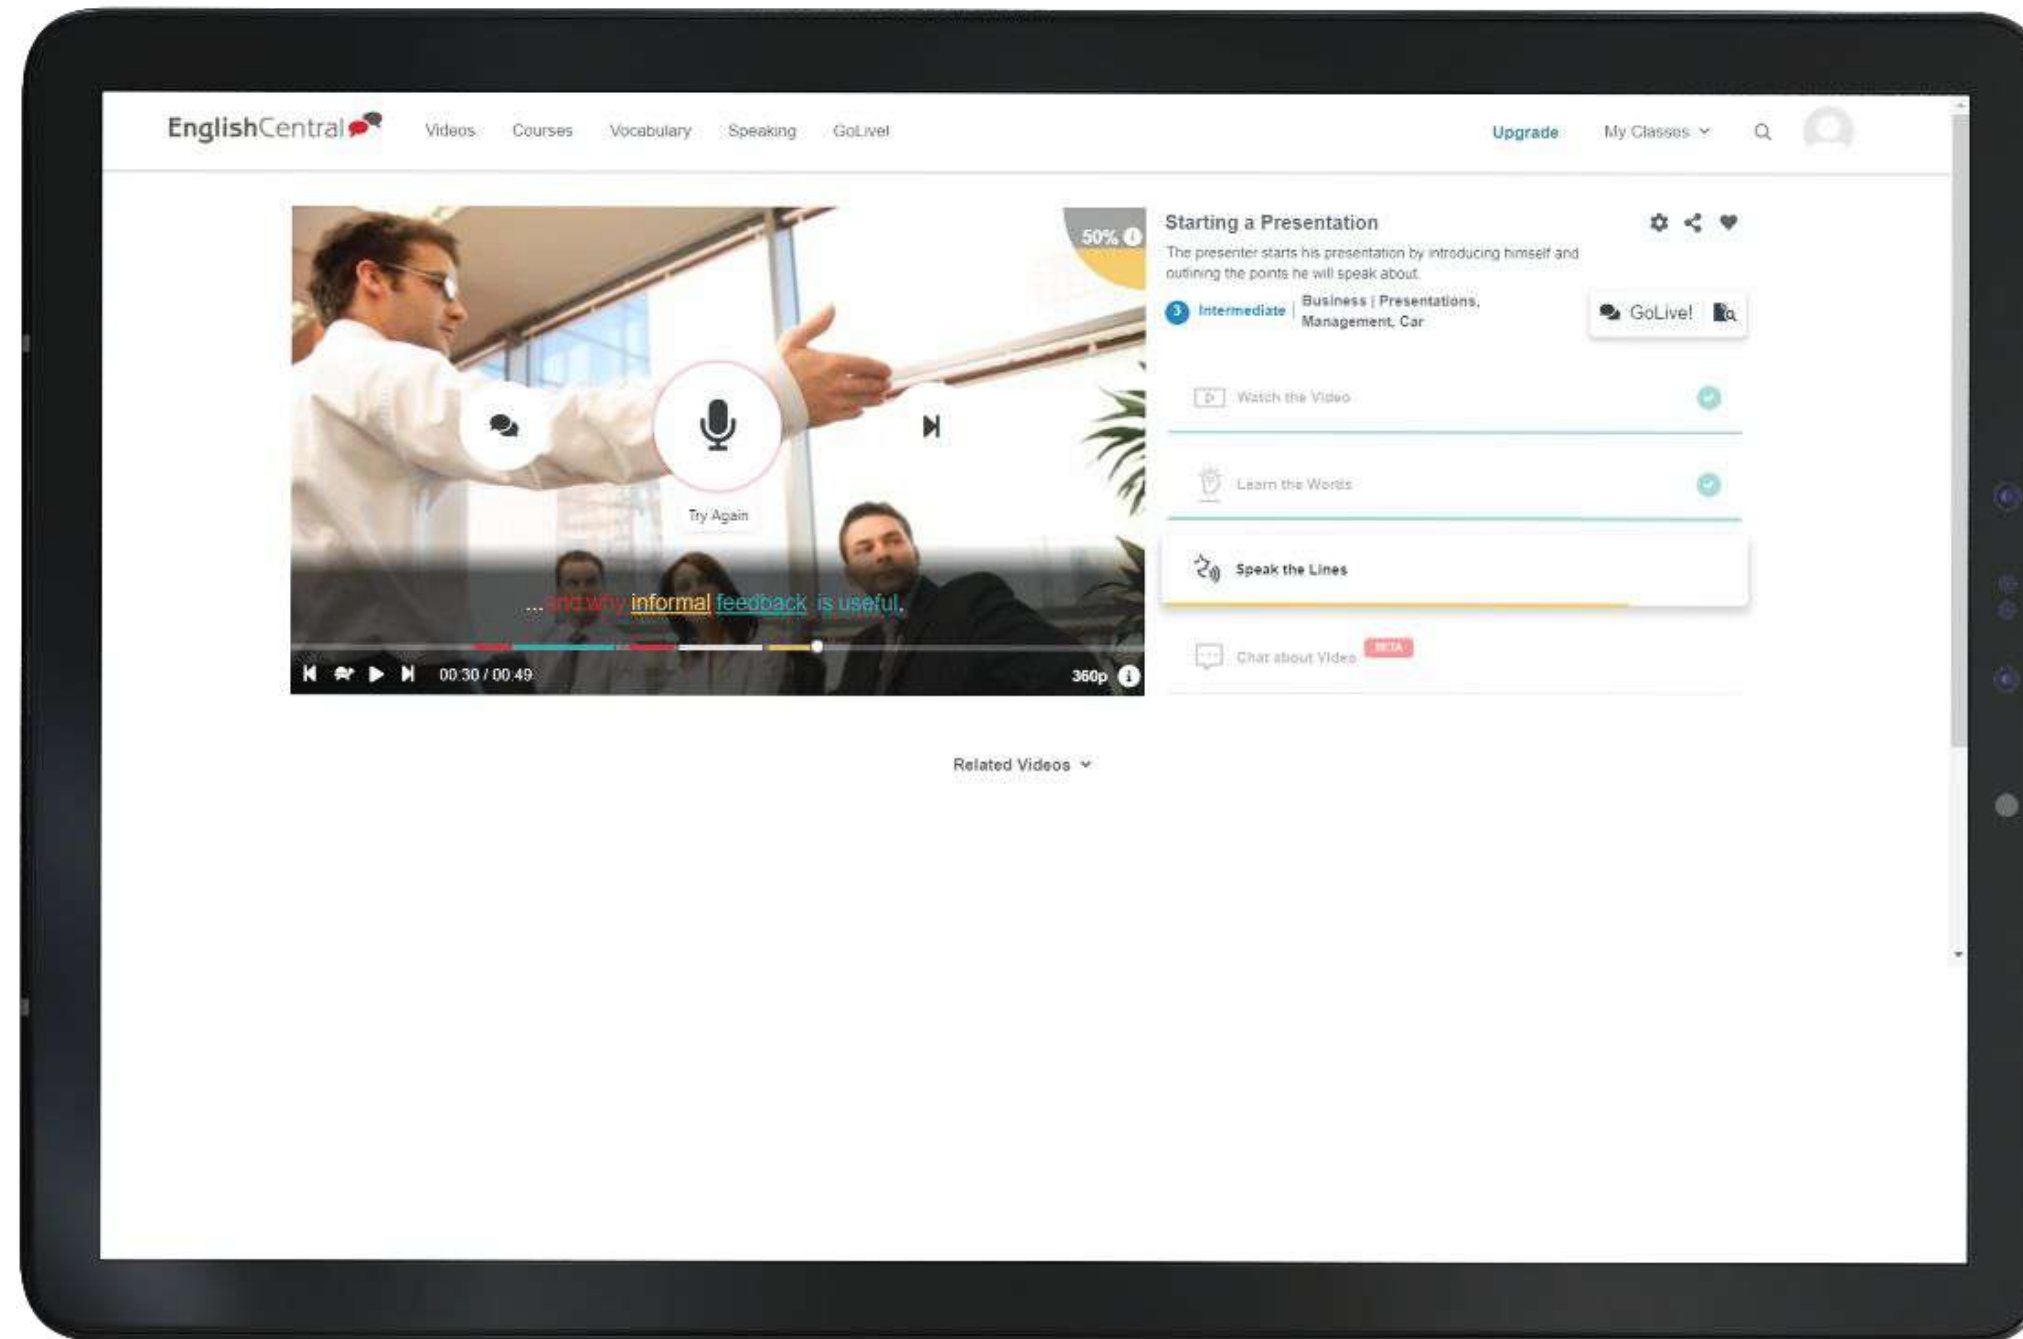 EnglishCentral
Videos Courses Vocabulary Speaking GoLive!
Upgrade My Classes
50%
Try Again
...and why informal feedback is useful,
00:30 / 00:49
360p
Starting a Presentation
The presenter starts his presentation by introducing himself and
outlining the points he will speak about.
3 Intermediate
Business | Presentations,
Management, Car
GoLive!
Watch the Video
Learn the Words
Speak the Lines
Chat about Video BETA
Related Videos